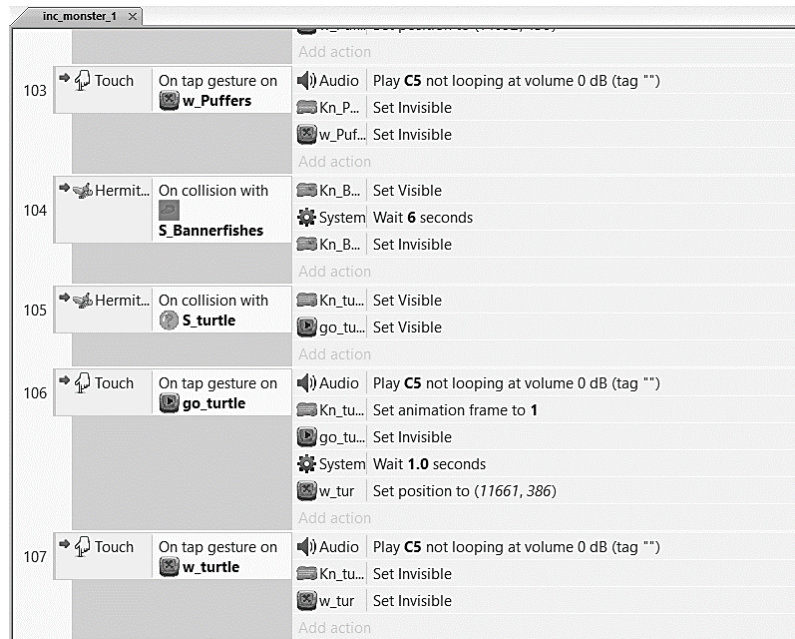 inc_monster_1 ×
Add action
103 Touch On tap gesture on w_Puffers
Audio Play C5 not looping at volume 0 dB (tag "")
Kn_P... Set Invisible
w_Puf... Set Invisible
Add action
104 Hermit... On collision with S_Bannerfishes
Kn_B... Set Visible
System Wait 6 seconds
Kn_B... Set Invisible
Add action
105 Hermit... On collision with S_turtle
Kn_tu... Set Visible
go_tu... Set Visible
Add action
106 Touch On tap gesture on go_turtle
Audio Play C5 not looping at volume 0 dB (tag "")
Kn_tu... Set animation frame to 1
go_tu... Set Invisible
System Wait 1.0 seconds
w_tur Set position to (11661, 386)
Add action
107 Touch On tap gesture on w_turtle
Audio Play C5 not looping at volume 0 dB (tag "")
Kn_tu... Set Invisible
w_tur Set Invisible
Add action